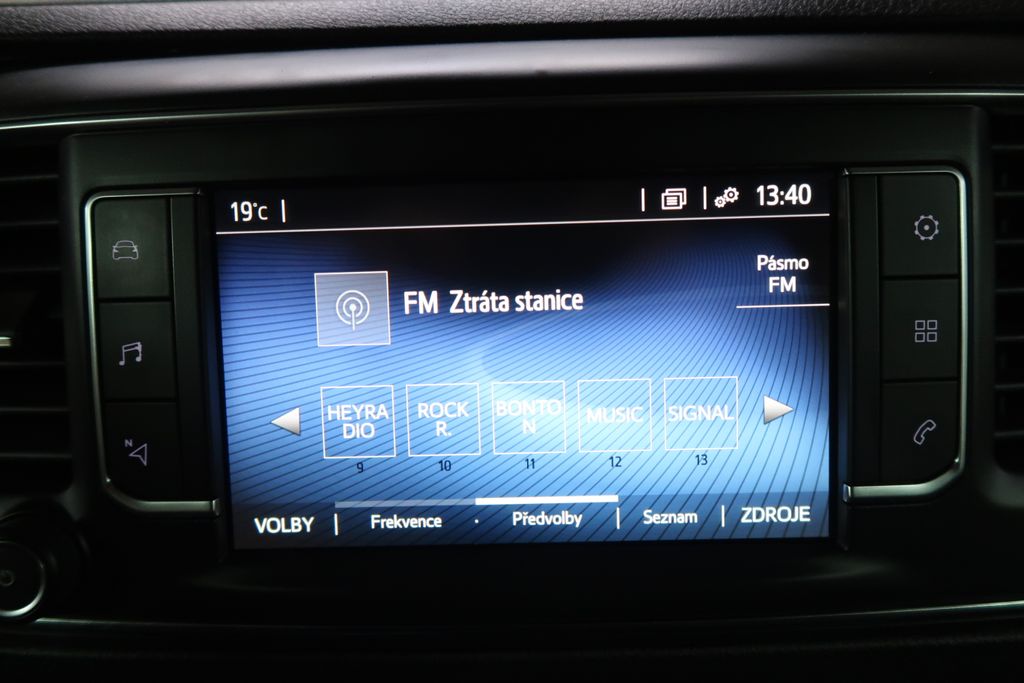 19°C
13:40
Pásmo
FM
FM Ztráta stanice
HEYRA
DIO
ROCK
R.
BONTO
N
MUSIC
SIGNAL
9
10
11
12
13
VOLBY
Frekvence
Předvolby
Seznam
ZDROJE
N